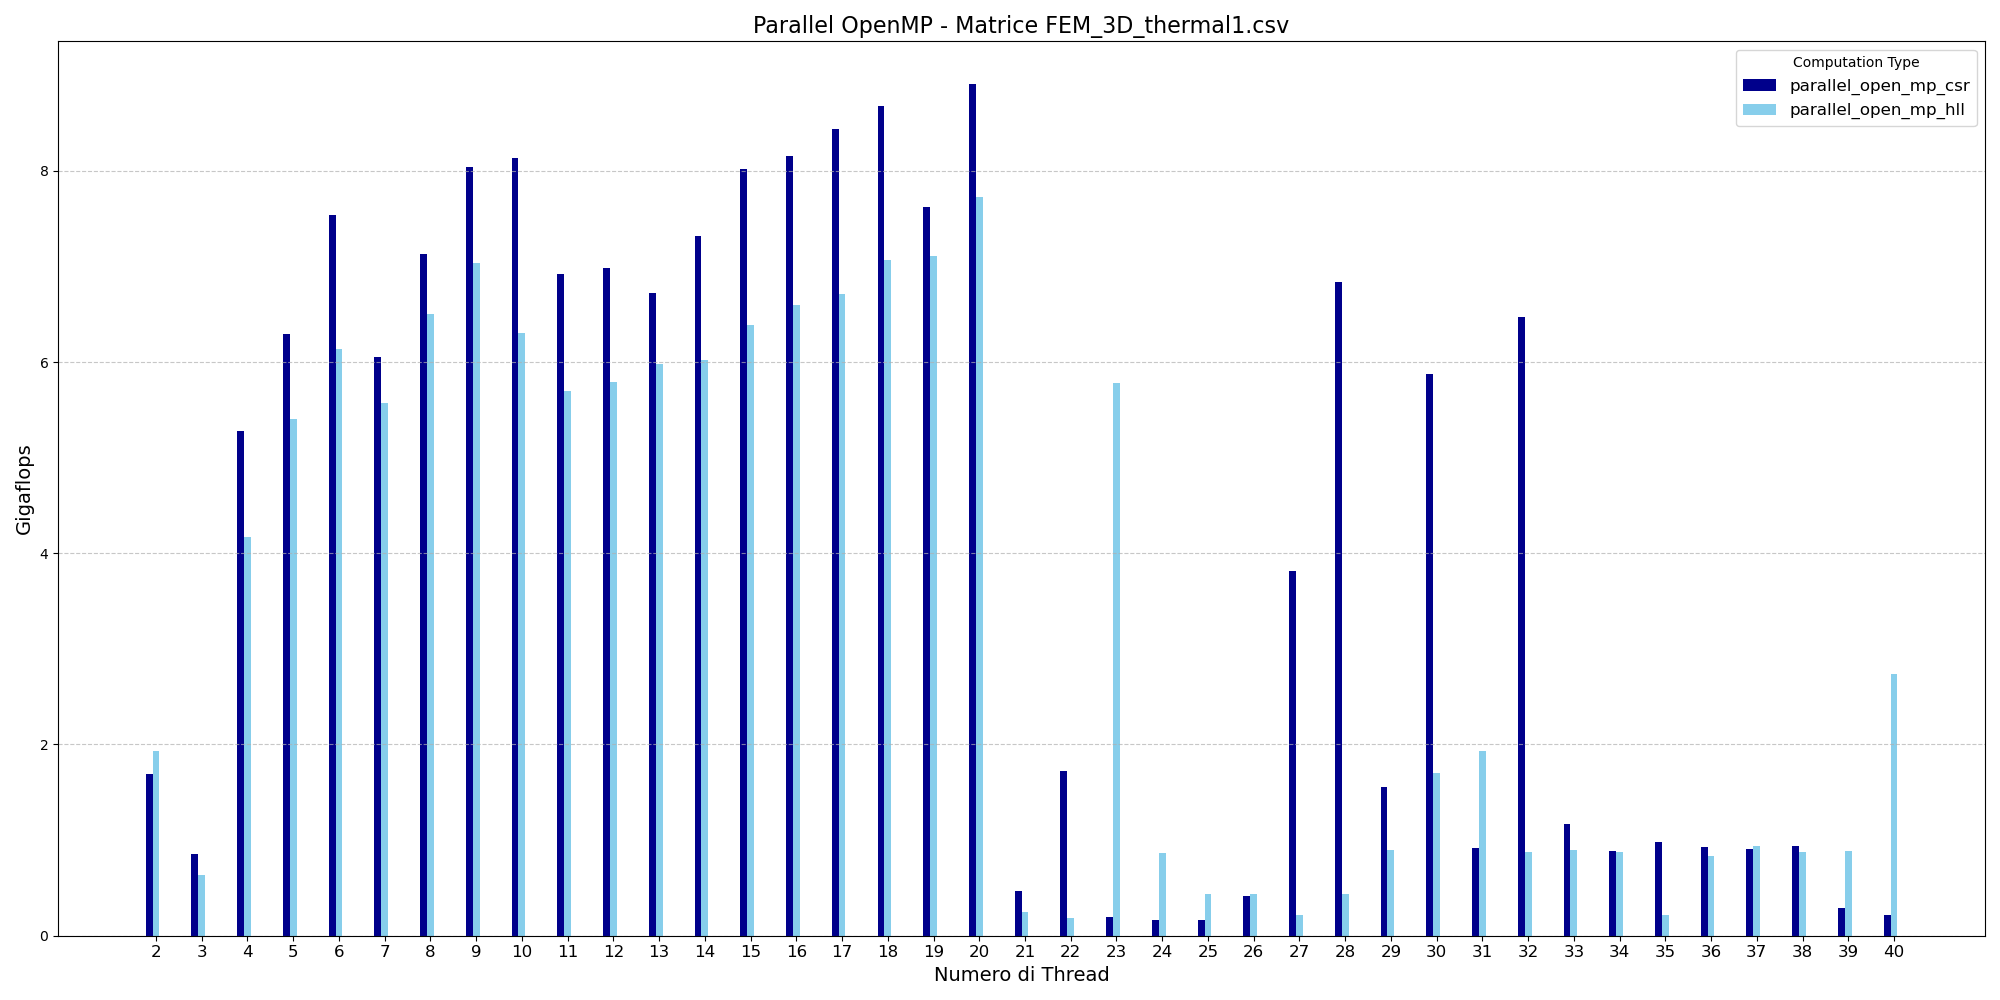 Parallel OpenMP - Matrice FEM_3D_thermal1.csv
Computation Type
parallel_open_mp_csr
parallel_open_mp_hll
Gigaflops
8
6
4
2
0
2 3 4 5 6 7 8 9 10 11 12 13 14 15 16 17 18 19 20 21 22 23 24 25 26 27 28 29 30 31 32 33 34 35 36 37 38 39 40
Numero di Thread